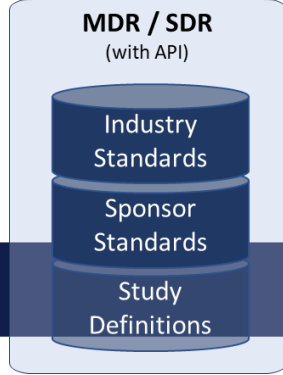 MDR / SDR
(with API)
Industry
Standards
Sponsor
Standards
Study
Definitions